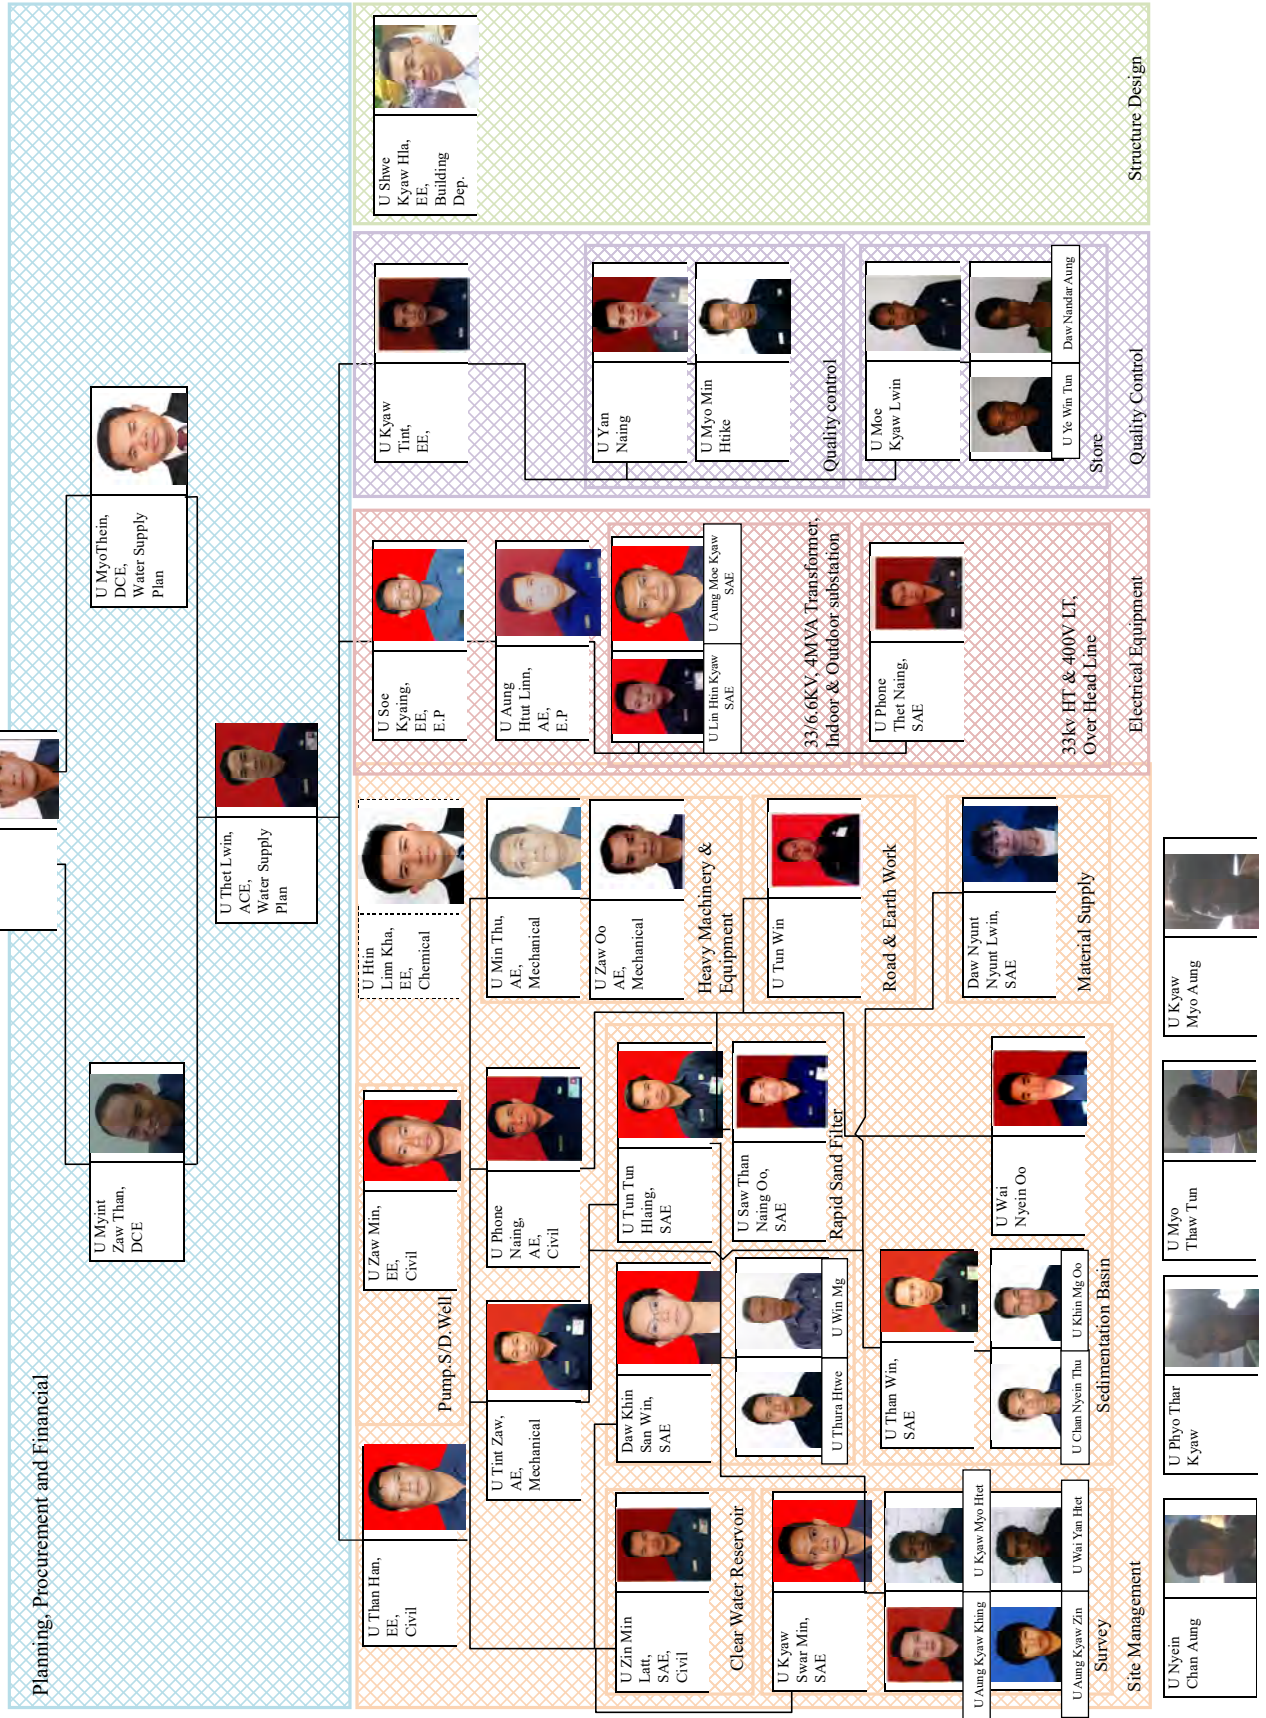 Planning, Procurement and Financial
U Myint
Zaw Than,
DCE
U MyoThein,
DCE,
Water Supply
Plan
U Thet Lwin,
ACE,
Water Supply
Plan
U Than Han,
EE,
Civil
U Zaw Min,
EE,
Civil
Pump.S/D.Well
U Htin
Linn Kha,
EE,
Chemical
U Soe
Kyaing,
EE,
E.P
U Kyaw
Tint,
EE,
U Shwe
Kyaw Hla,
EE,
Building
Dep.
U Tint Zaw,
AE,
Mechanical
U Phone
Naing,
AE,
Civil
U Min Thu,
AE,
Mechanical
U Zaw Oo
AE,
Mechanical
Heavy Machinery &
Equipment
U Aung
Htut Linn,
AE,
E.P
U Zin Min
Latt,
SAE,
Civil
Clear Water Reservoir
Daw Khin
San Win,
SAE
U Thura Htwe
U Win Mg
U Tun Tun
Hlaing,
SAE
U Saw Than
Naing Oo,
SAE
Rapid Sand Filter
U Tun Win
Road & Earth Work
U Lin Htin Kyaw
SAE
U Aung Moe Kyaw
SAE
33/6.6KV, 4MVA Transformer,
Indoor & Outdoor substation
U Yan
Naing
U Myo Min
Htike
Quality control
U Kyaw
Swar Min,
SAE
U Aung Kyaw Khing
U Kyaw Myo Htet
U Aung Kyaw Zin
U Wai Yan Htet
Survey
U Than Win,
SAE
U Chan Nyein Thu
U Khin Mg Oo
U Wai
Nyein Oo
Sedimentation Basin
Daw Nyunt
Nyunt Lwin,
SAE
Material Supply
U Phone
Thet Naing,
SAE
33kv HT & 400V LT,
Over Head Line
U Moe
Kyaw Lwin
U Ye Win Tun
Daw Nandar Aung
Store
Site Management
Electrical Equipment
Quality Control
Structure Design
U Nyein
Chan Aung
U Phyo Thar
Kyaw
U Myo
Thaw Tun
U Kyaw
Myo Aung